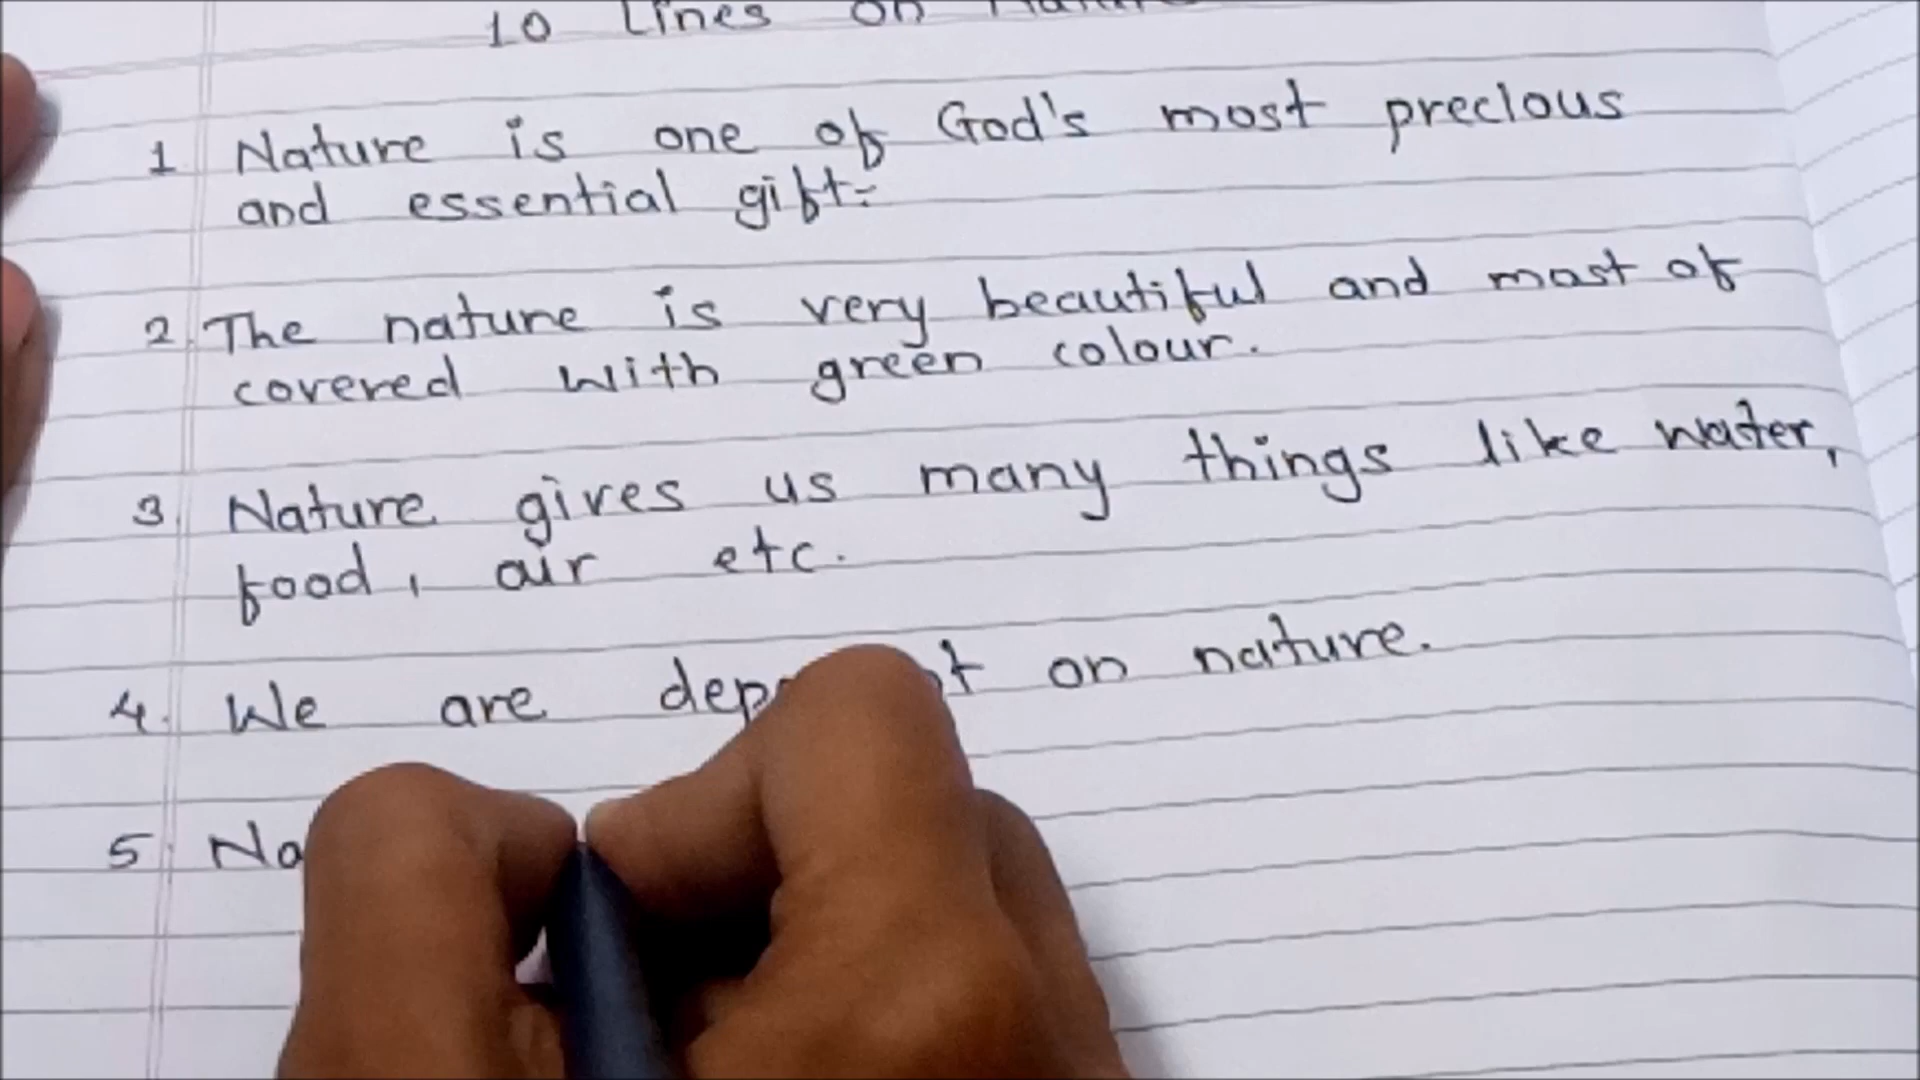 10 Lines on
1. Nature is one of God's most precious
and essential gift.
2. The nature is very beautiful and most of
covered with green colour.
3. Nature gives us many things like water,
food, air etc.
4. We are on nature.
5.